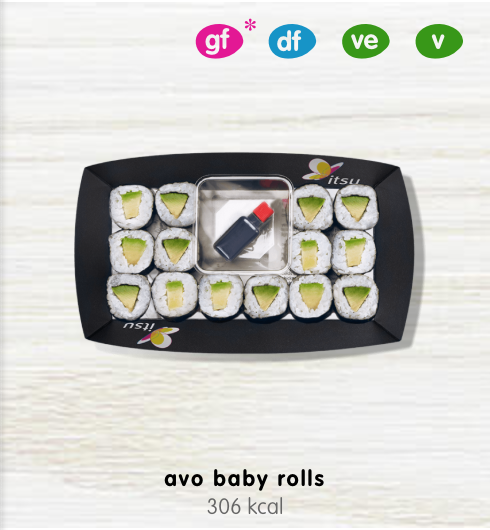 gf* df ve v
itsu
itsu
avo baby rolls
306 kcal